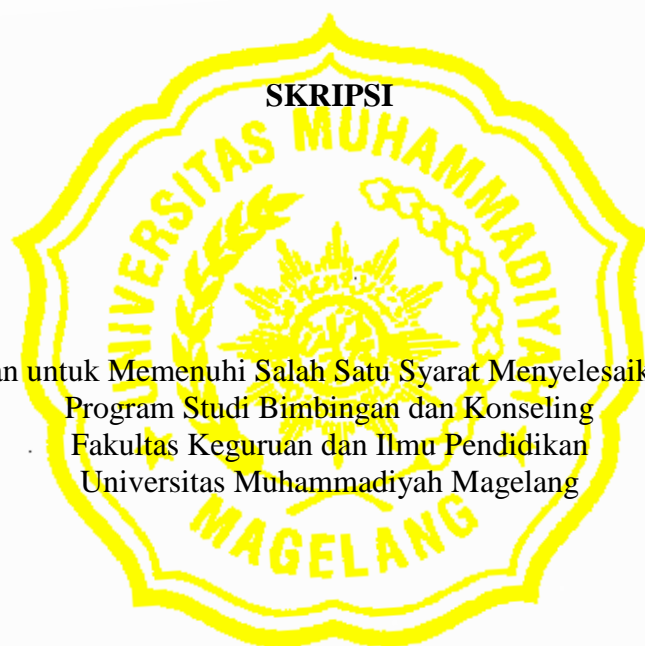 SKRIPSI
UNIVERSITAS MUHAMMADIYAH
an untuk Memenuhi Salah Satu Syarat Menyelesaik
Program Studi Bimbingan dan Konseling
Fakultas Keguruan dan Ilmu Pendidikan
Universitas Muhammadiyah Magelang
MAGELANG